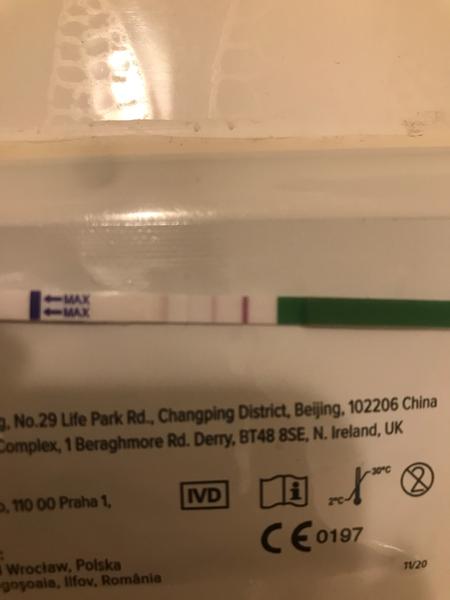 MAX
MAX
No.29 Life Park Rd., Changping District, Beijing, 102206 China
Complex, 1 Beraghmore Rd. Derry, BT48 8SE, N. Ireland, UK
110 00 Praha 1,
IVD
i
2°C
30°C
2
CE 0197
Wrocław, Polska
11/20
goșoaia, Ilfov, România